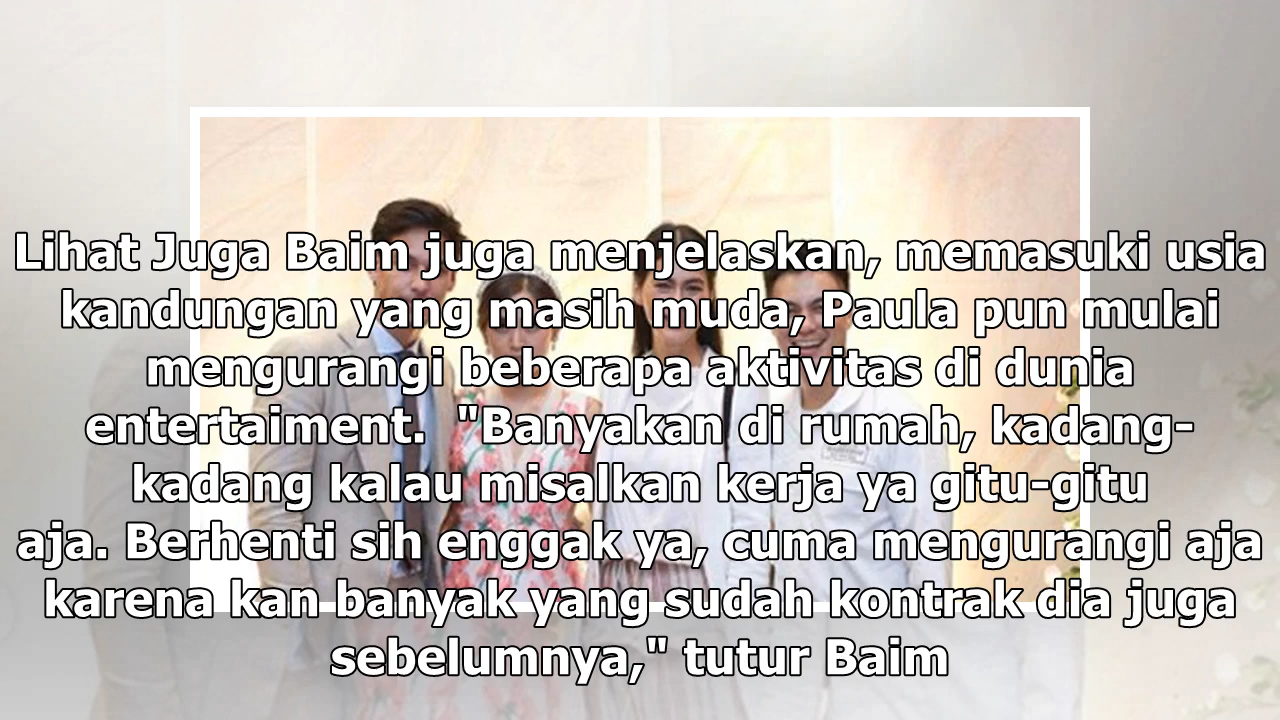 Lihat Juga Baim juga menjelaskan, memasuki usia
kandungan yang masih muda, Paula pun mulai
mengurangi beberapa aktivitas di dunia
entertaiment.  "Banyakan di rumah, kadang-
kadang kalau misalkan kerja ya gitu-gitu
aja. Berhenti sih enggak ya, cuma mengurangi aja
karena kan banyak yang sudah kontrak dia juga
sebelumnya," tutur Baim